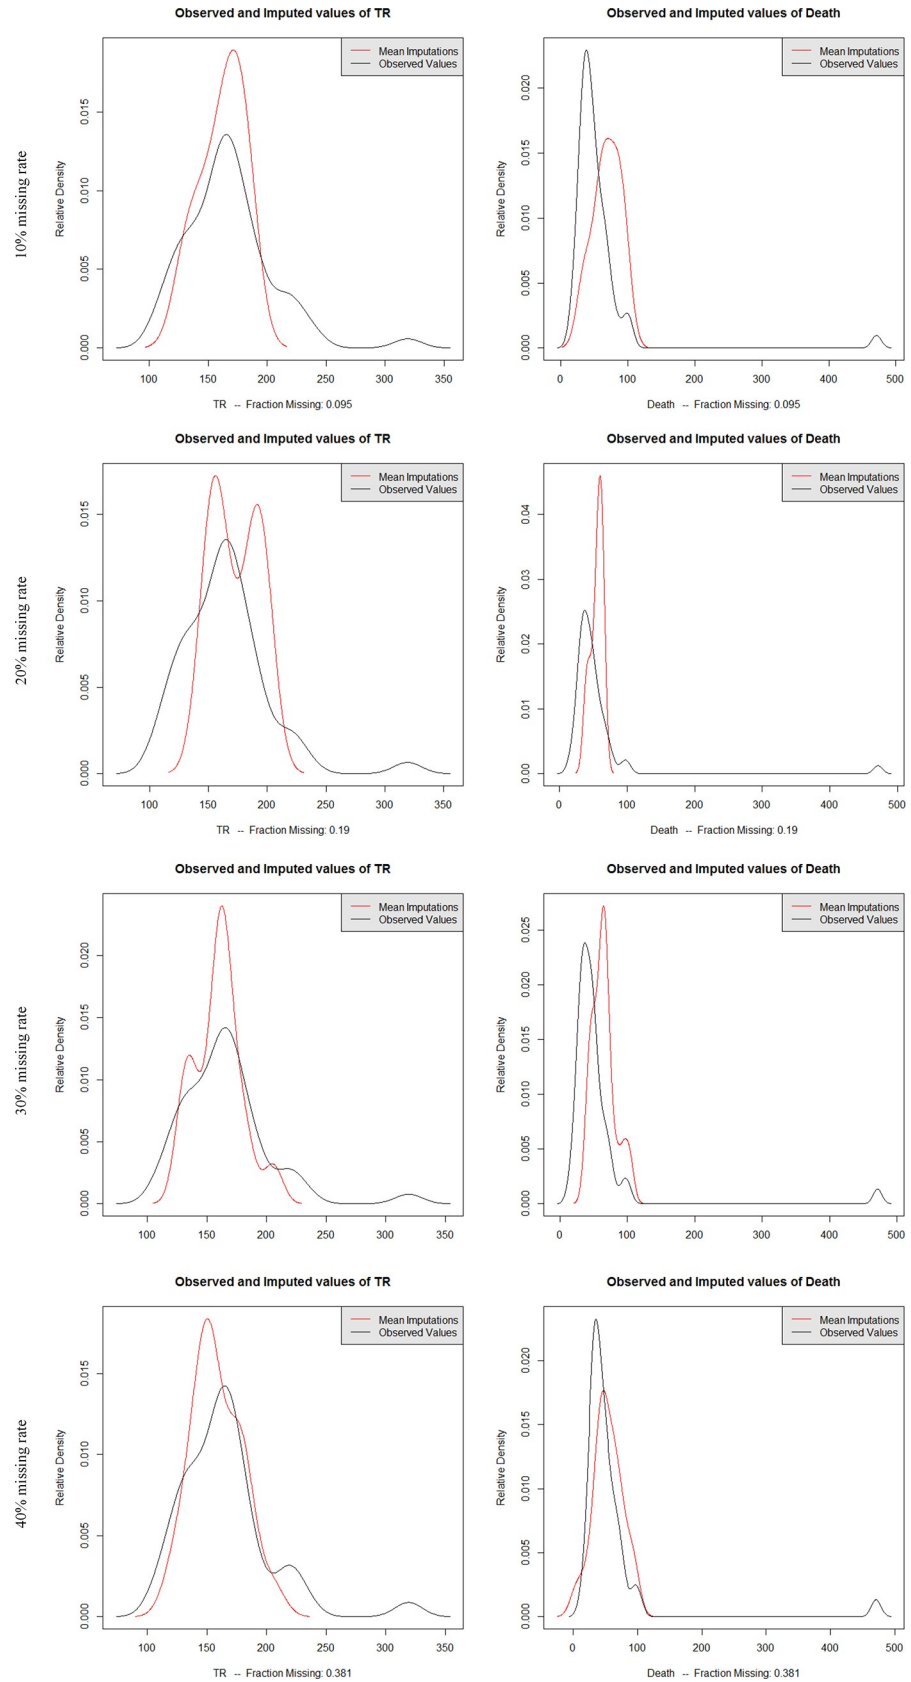 Observed and Imputed values of TR
Observed and Imputed values of Death
10% missing rate
Relative Density
0.000 0.005 0.010 0.015
Mean Imputations
Observed Values
100 150 200 250 300 350
TR -- Fraction Missing: 0.095
Relative Density
0.000 0.005 0.010 0.015 0.020
Mean Imputations
Observed Values
0 100 200 300 400 500
Death -- Fraction Missing: 0.095
Observed and Imputed values of TR
Observed and Imputed values of Death
20% missing rate
Relative Density
0.000 0.005 0.010 0.015
Mean Imputations
Observed Values
100 150 200 250 300 350
TR -- Fraction Missing: 0.19
Relative Density
0.00 0.01 0.02 0.03 0.04
Mean Imputations
Observed Values
0 100 200 300 400 500
Death -- Fraction Missing: 0.19
Observed and Imputed values of TR
Observed and Imputed values of Death
30% missing rate
Relative Density
0.000 0.005 0.010 0.015 0.020
Mean Imputations
Observed Values
100 150 200 250 300 350
Relative Density
0.000 0.005 0.010 0.015 0.020 0.025
Mean Imputations
Observed Values
0 100 200 300 400 500
Observed and Imputed values of TR
Observed and Imputed values of Death
40% missing rate
Relative Density
0.000 0.005 0.010 0.015
Mean Imputations
Observed Values
100 150 200 250 300 350
TR -- Fraction Missing: 0.381
Relative Density
0.000 0.005 0.010 0.015 0.020
Mean Imputations
Observed Values
0 100 200 300 400 500
Death -- Fraction Missing: 0.381